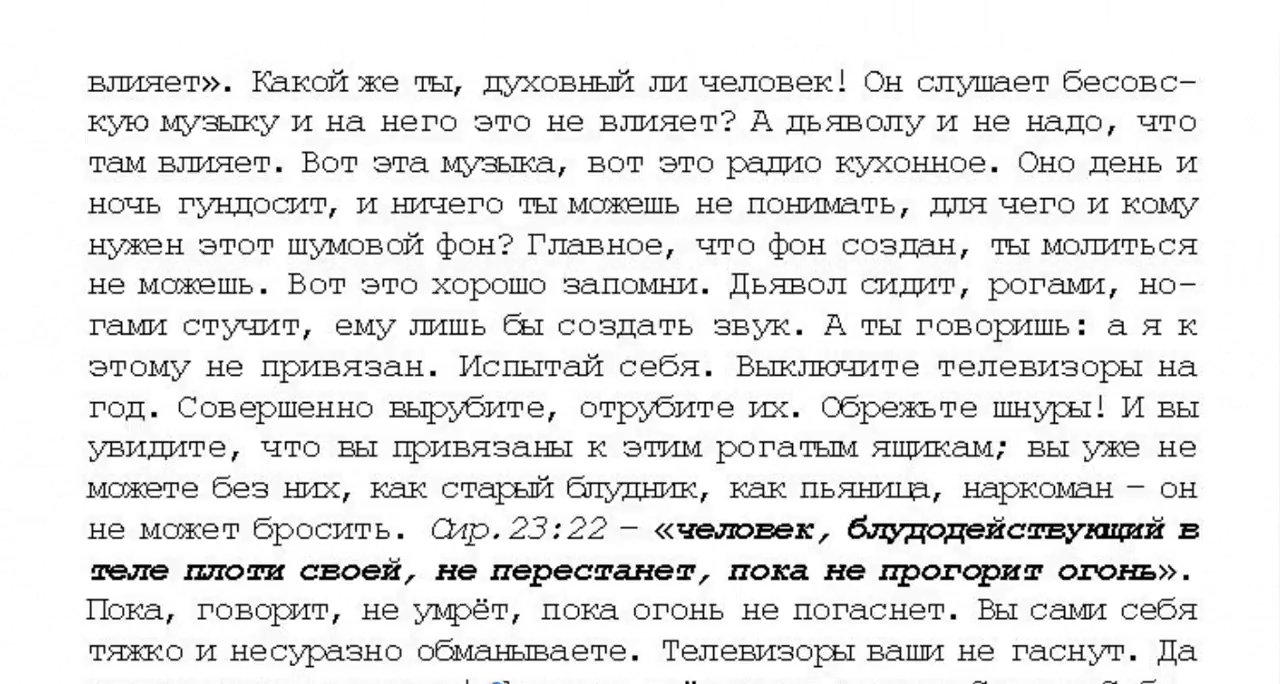 влияет». Какой же ты, духовный ли человек! Он слушает бесовс-
кую музыку и на него это не влияет? А дьяволу и не надо, что
там влияет. Вот эта музыка, вот это радио кухонное. Оно день и
ночь гундосит, и ничего ты можешь не понимать, для чего и кому
нужен этот шумовой фон? Главное, что фон создан, ты молиться
не можешь. Вот это хорошо запомни. Дьявол сидит, рогами, но-
гами стучит, ему лишь бы создать звук. А ты говоришь: а я к
этому не привязан. Испытай себя. Выключите телевизоры на
год. Совершенно вырубите, отрубите их. Обрежьте шнуры! И вы
увидите, что вы привязаны к этим рогатым ящикам; вы уже не
можете без них, как старый блудник, как пьяница, наркоман – он
не может бросить. Сир.23:22 – «человек, блудодействующий в
теле плоти своей, не перестанет, пока не прогорит огонь».
Пока, говорит, не умрёт, пока огонь не погаснет. Вы сами себя
тяжко и несуразно обманываете. Телевизоры ваши не гаснут. Да